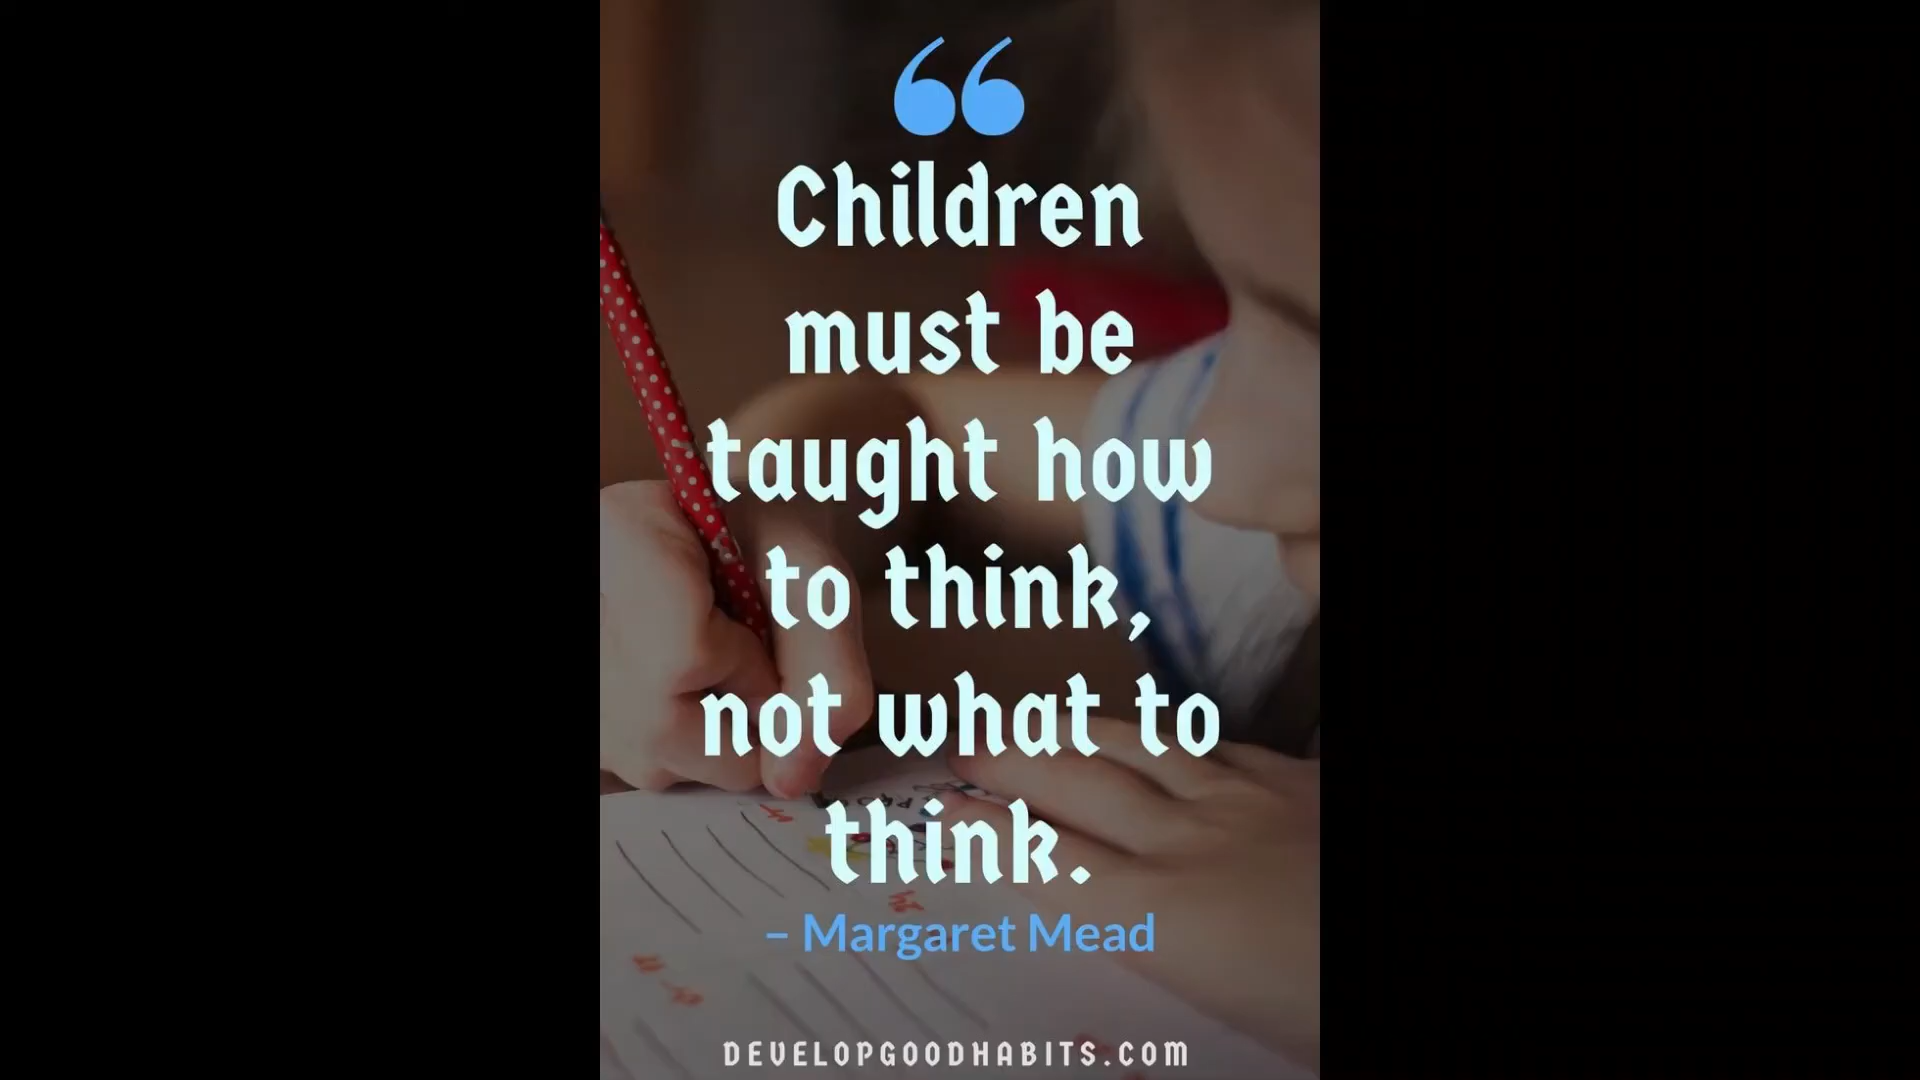 “
Children
must be
taught how
to think,
not what to
think.
– Margaret Mead
DEVELOPGOODHABITS.COM